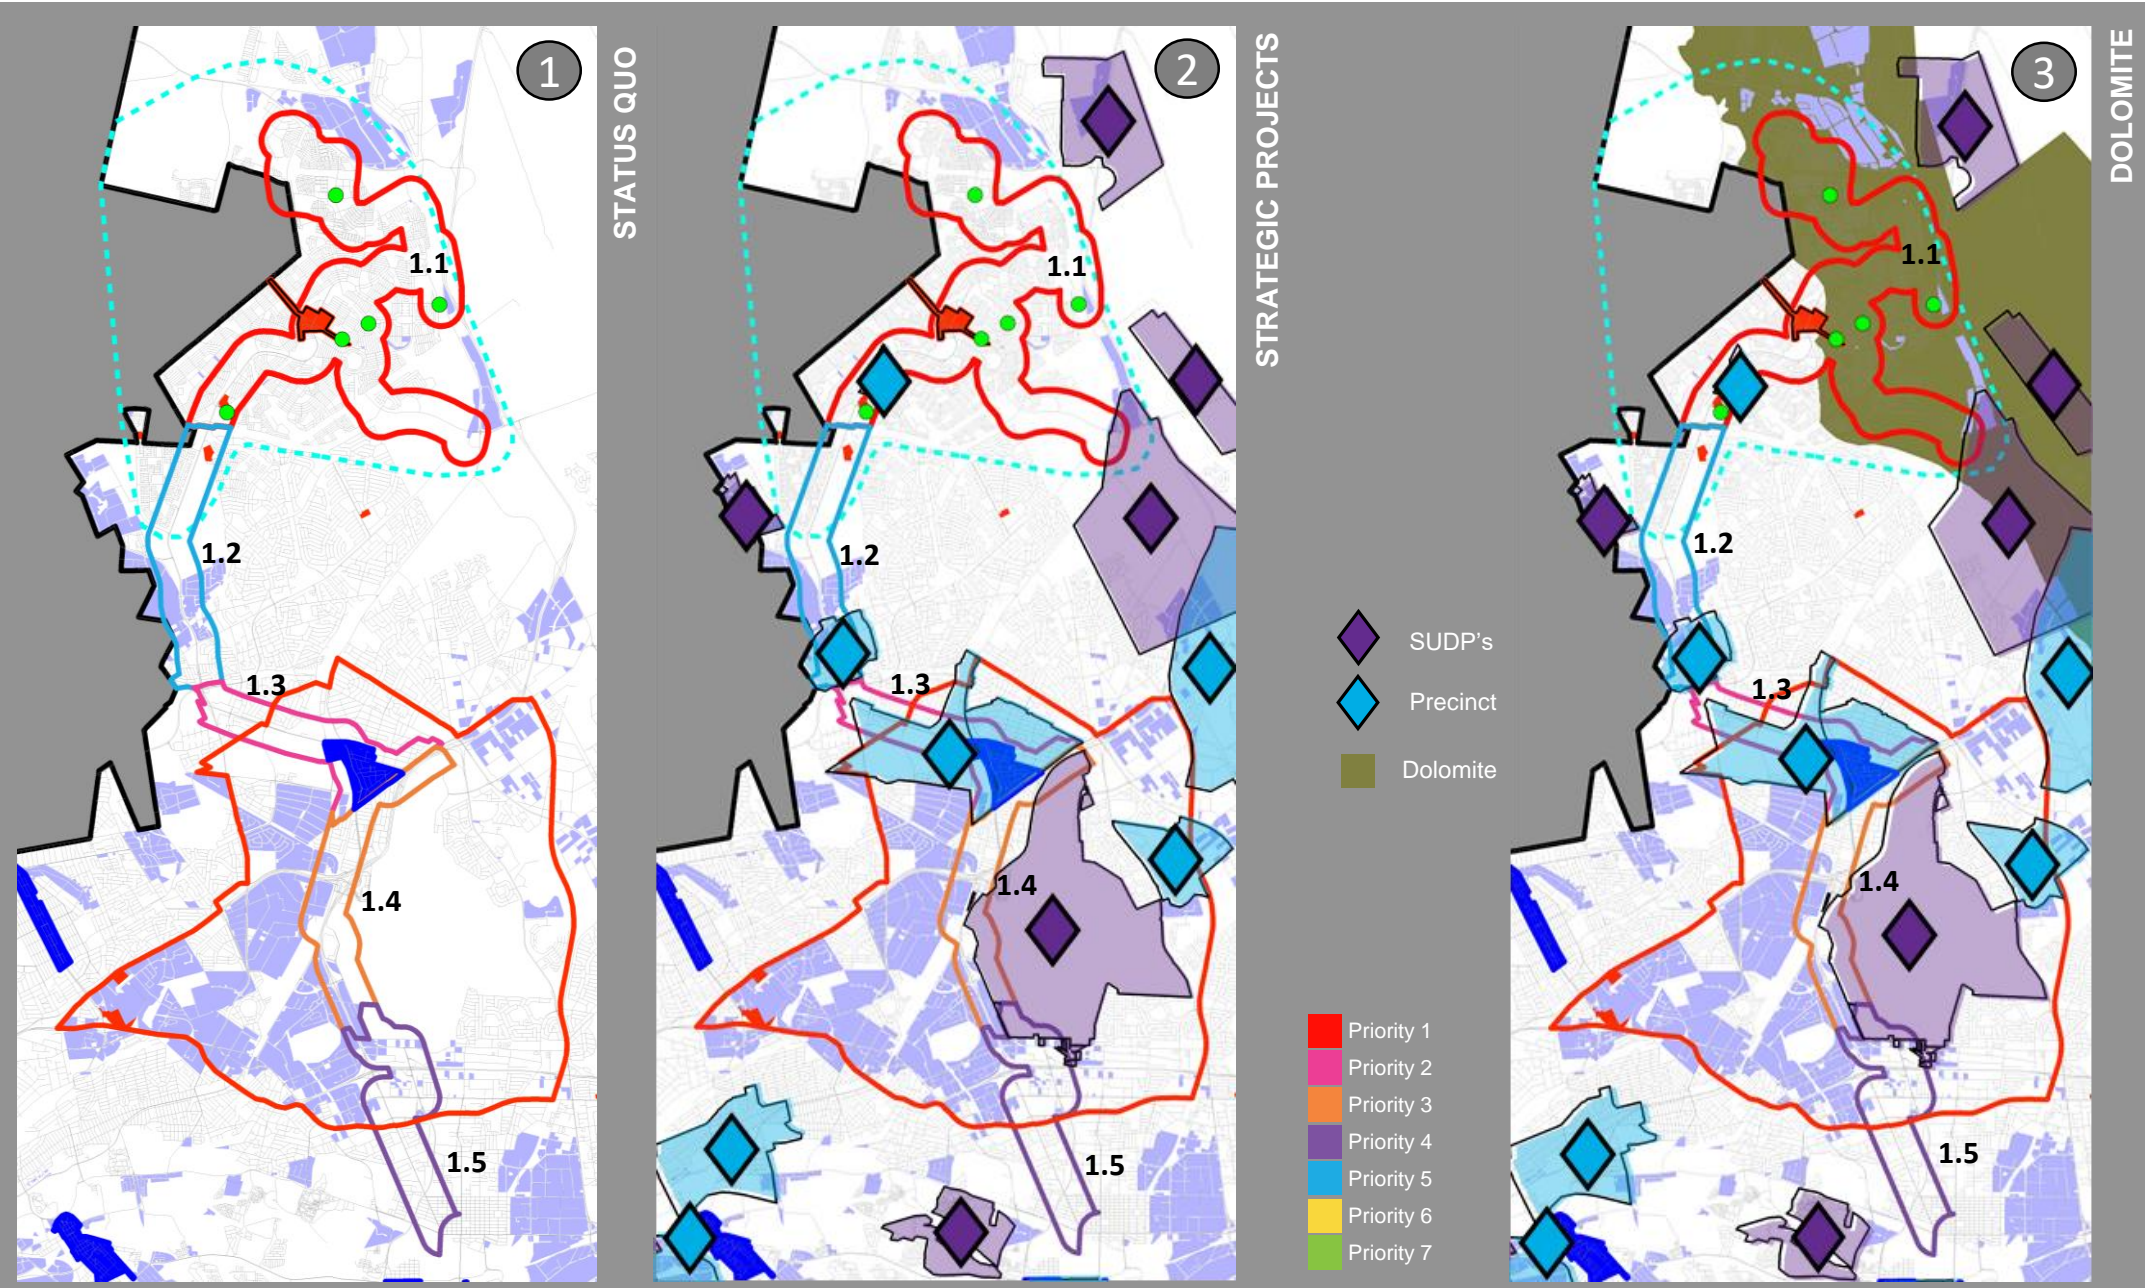 1
STATUS QUO
1.1
1.2
1.3
1.4
1.5
2
STRATEGIC PROJECTS
1.1
1.2
1.3
1.4
1.5
SUDP's
Precinct
Dolomite
Priority 1
Priority 2
Priority 3
Priority 4
Priority 5
Priority 6
Priority 7
3
DOLOMITE
1.1
1.2
1.3
1.4
1.5